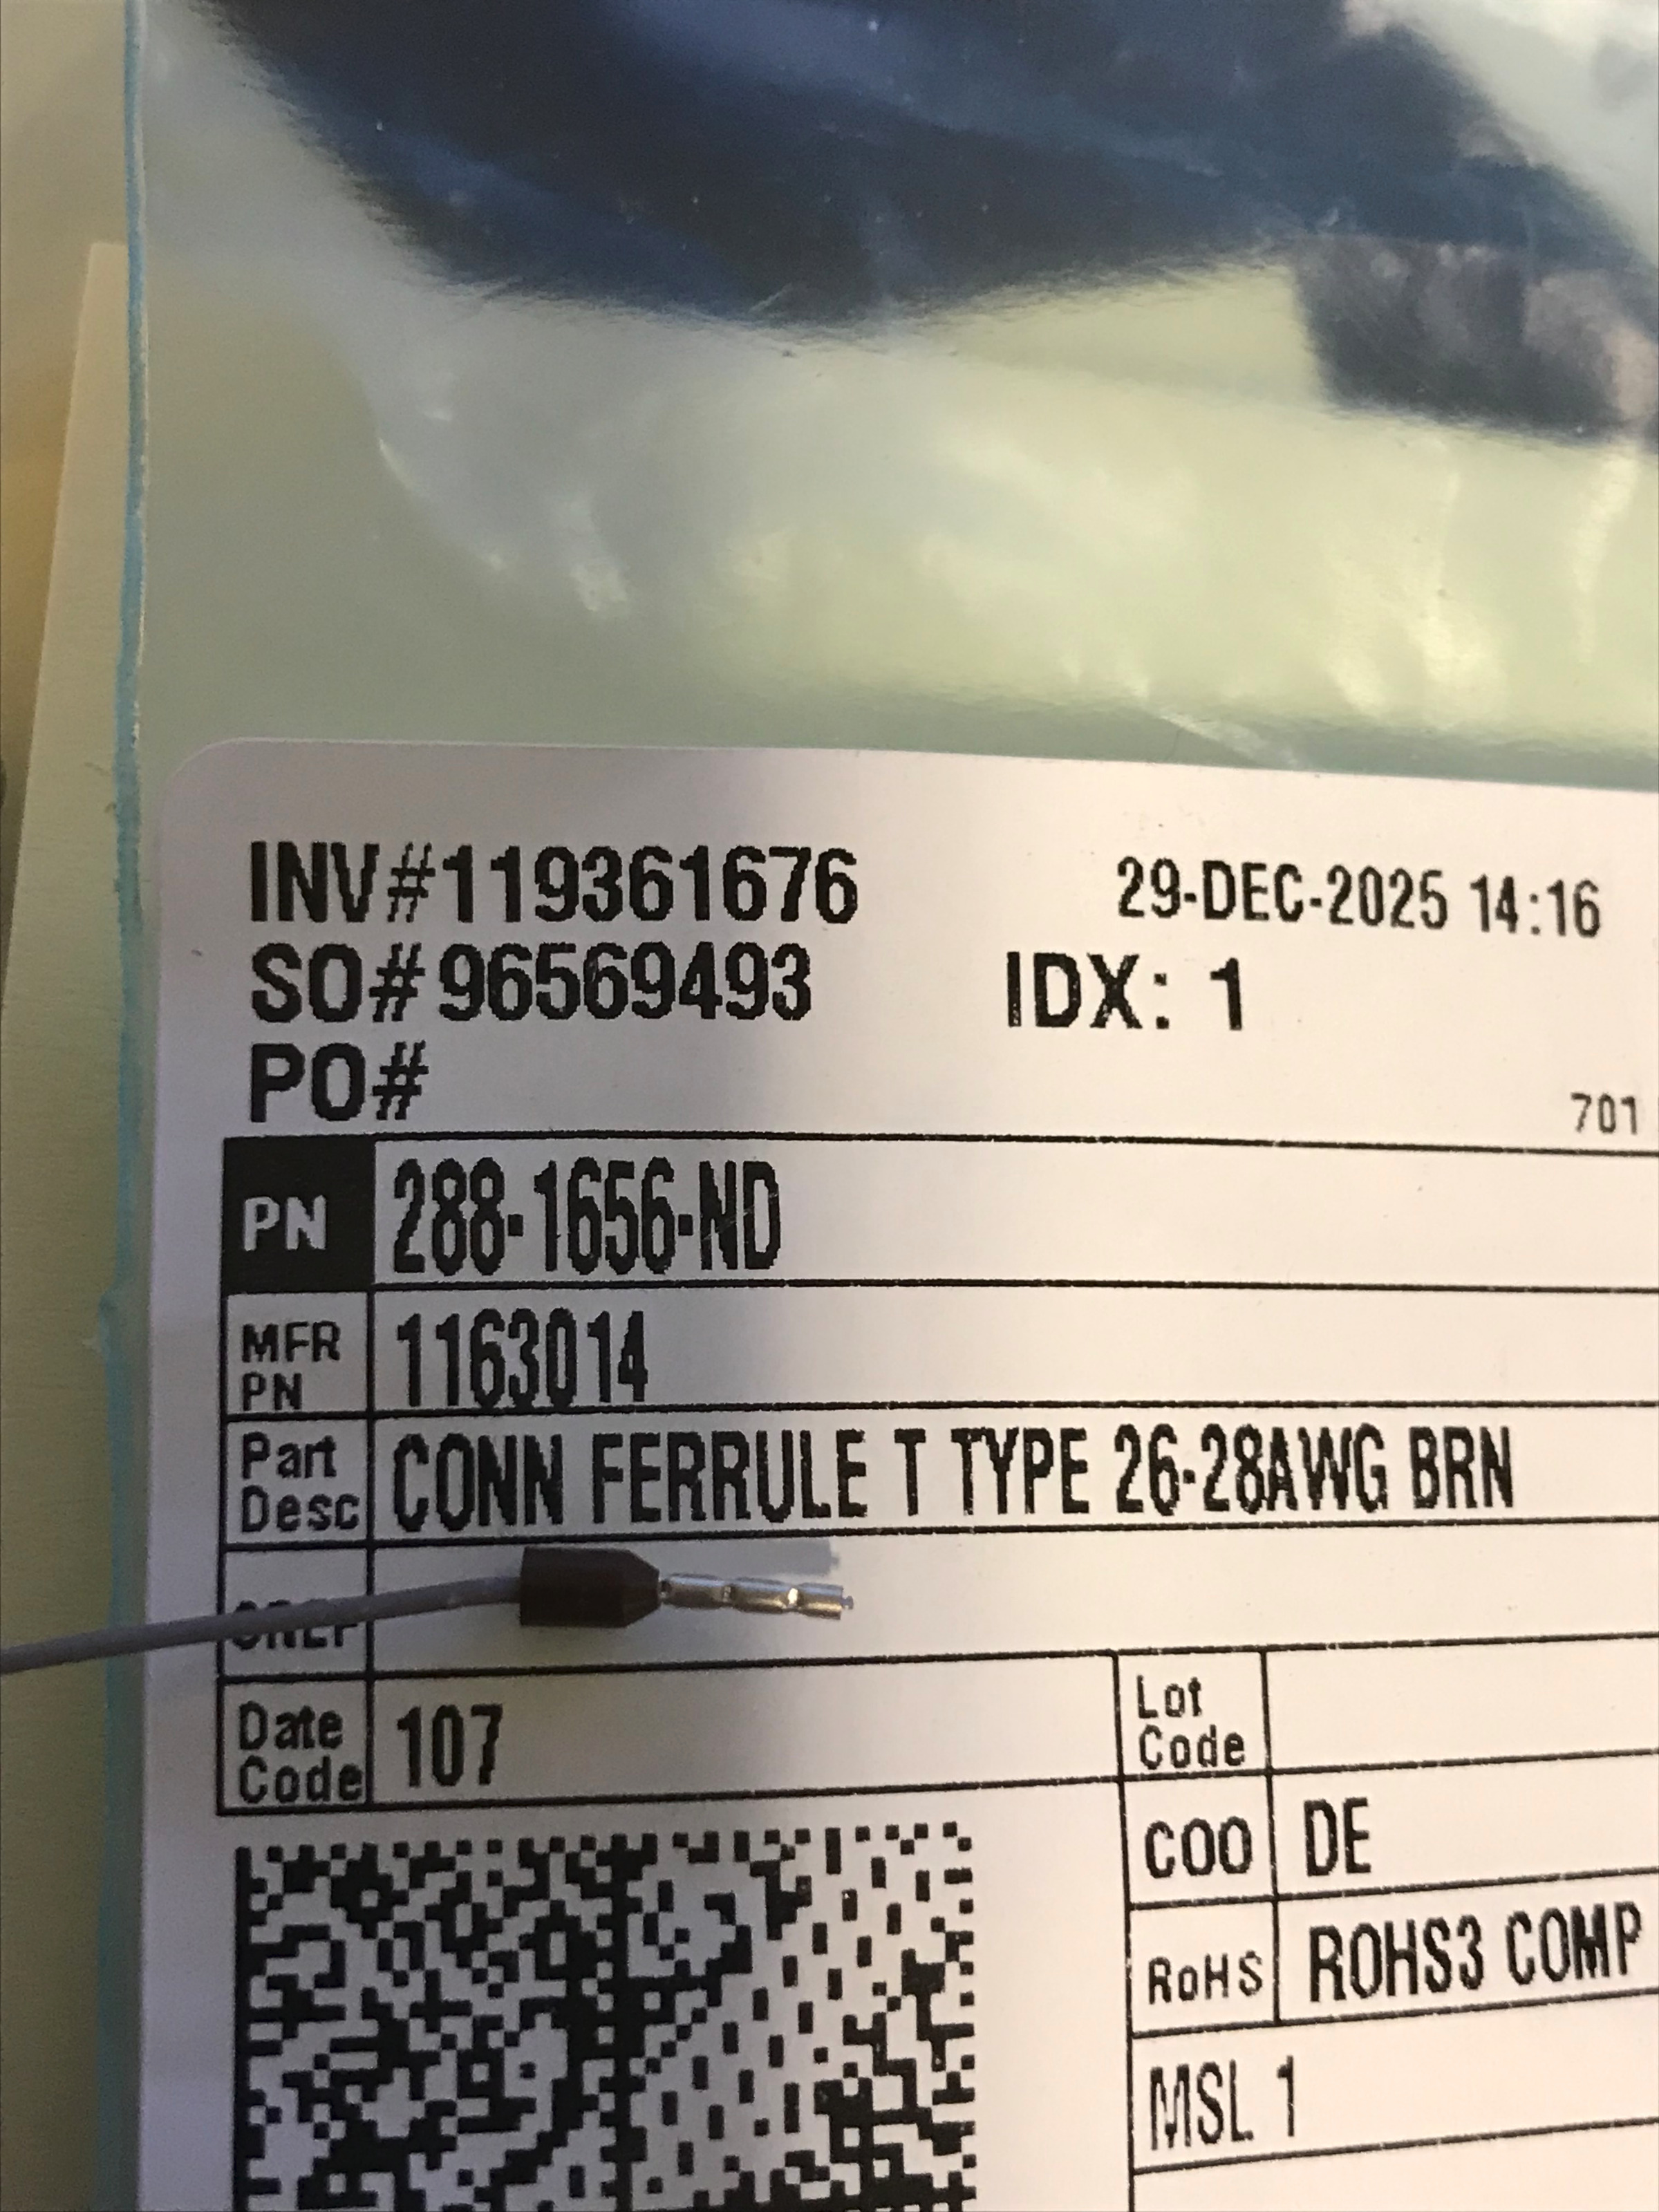 INV#119361676 29-DEC-2025 14:16
SO#96569493 IDX: 1
PO#
701
PN 288-1656-ND
MFR PN 1163014
Part Desc CONN FERRULE T TYPE 26-28AWG BRN
Date Code 107
Lot Code
COO DE
RoHS ROHS3 COMP
MSL 1